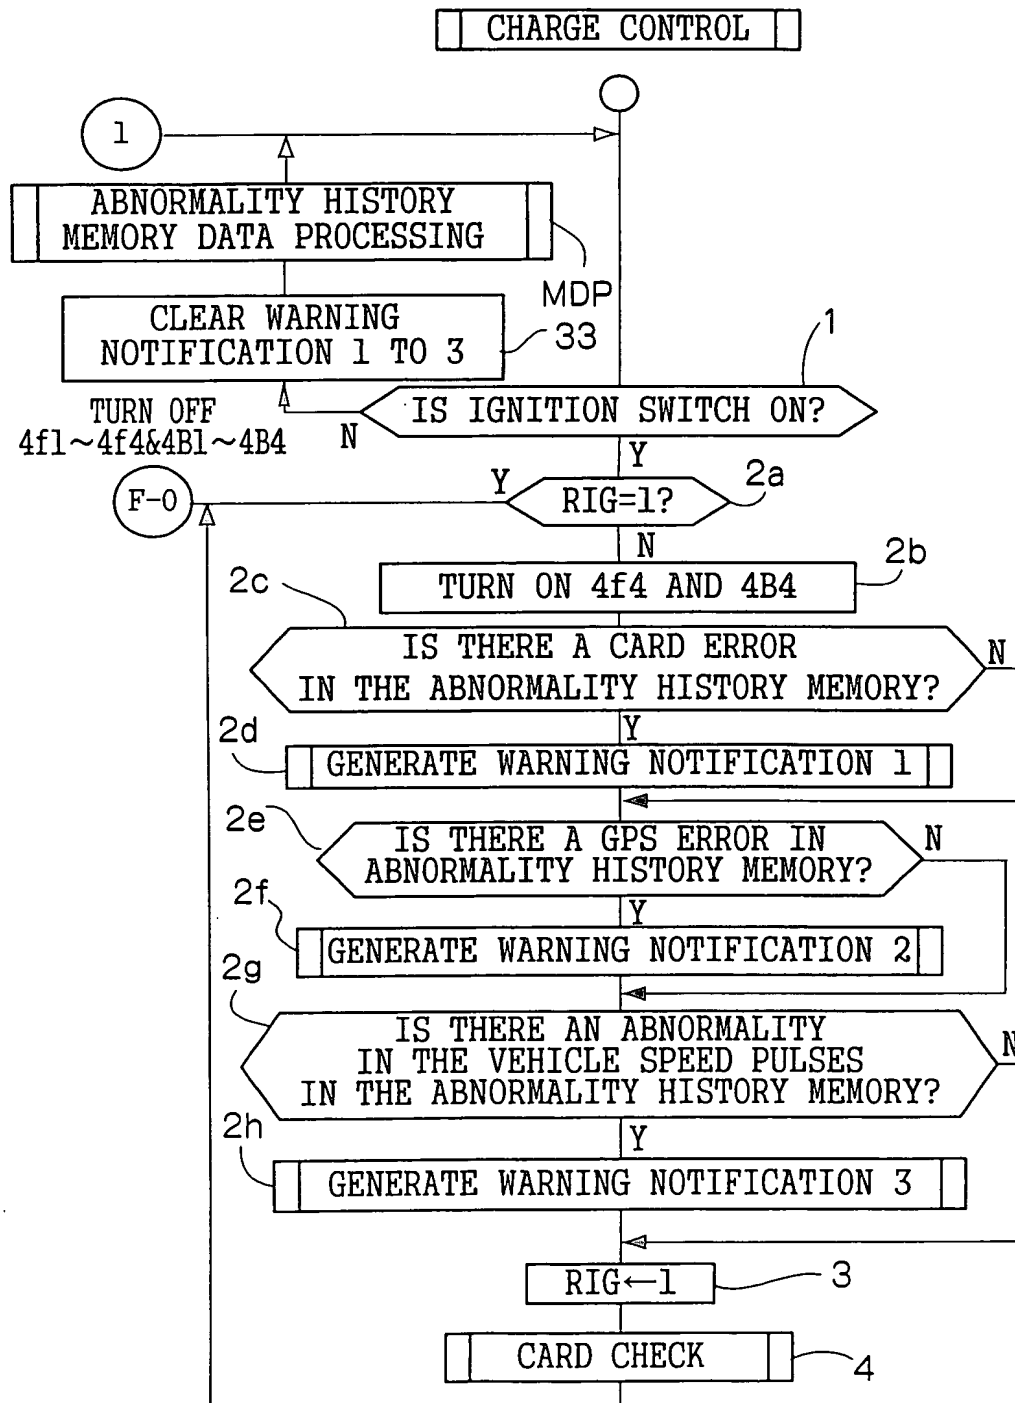 CHARGE CONTROL
1
ABNORMALITY HISTORY
MEMORY DATA PROCESSING
MDP
CLEAR WARNING
NOTIFICATION 1 TO 3
33
1
TURN OFF
4f1~4f4&4B1~4B4
N
IS IGNITION SWITCH ON?
Y
F-0
Y
RIG=1?
2a
N
2b
TURN ON 4f4 AND 4B4
2c
IS THERE A CARD ERROR
IN THE ABNORMALITY HISTORY MEMORY?
N
Y
2d
GENERATE WARNING NOTIFICATION 1
2e
IS THERE A GPS ERROR IN
ABNORMALITY HISTORY MEMORY?
N
Y
2f
GENERATE WARNING NOTIFICATION 2
2g
IS THERE AN ABNORMALITY
IN THE VEHICLE SPEED PULSES
IN THE ABNORMALITY HISTORY MEMORY?
N
Y
2h
GENERATE WARNING NOTIFICATION 3
RIG←1
3
CARD CHECK
4